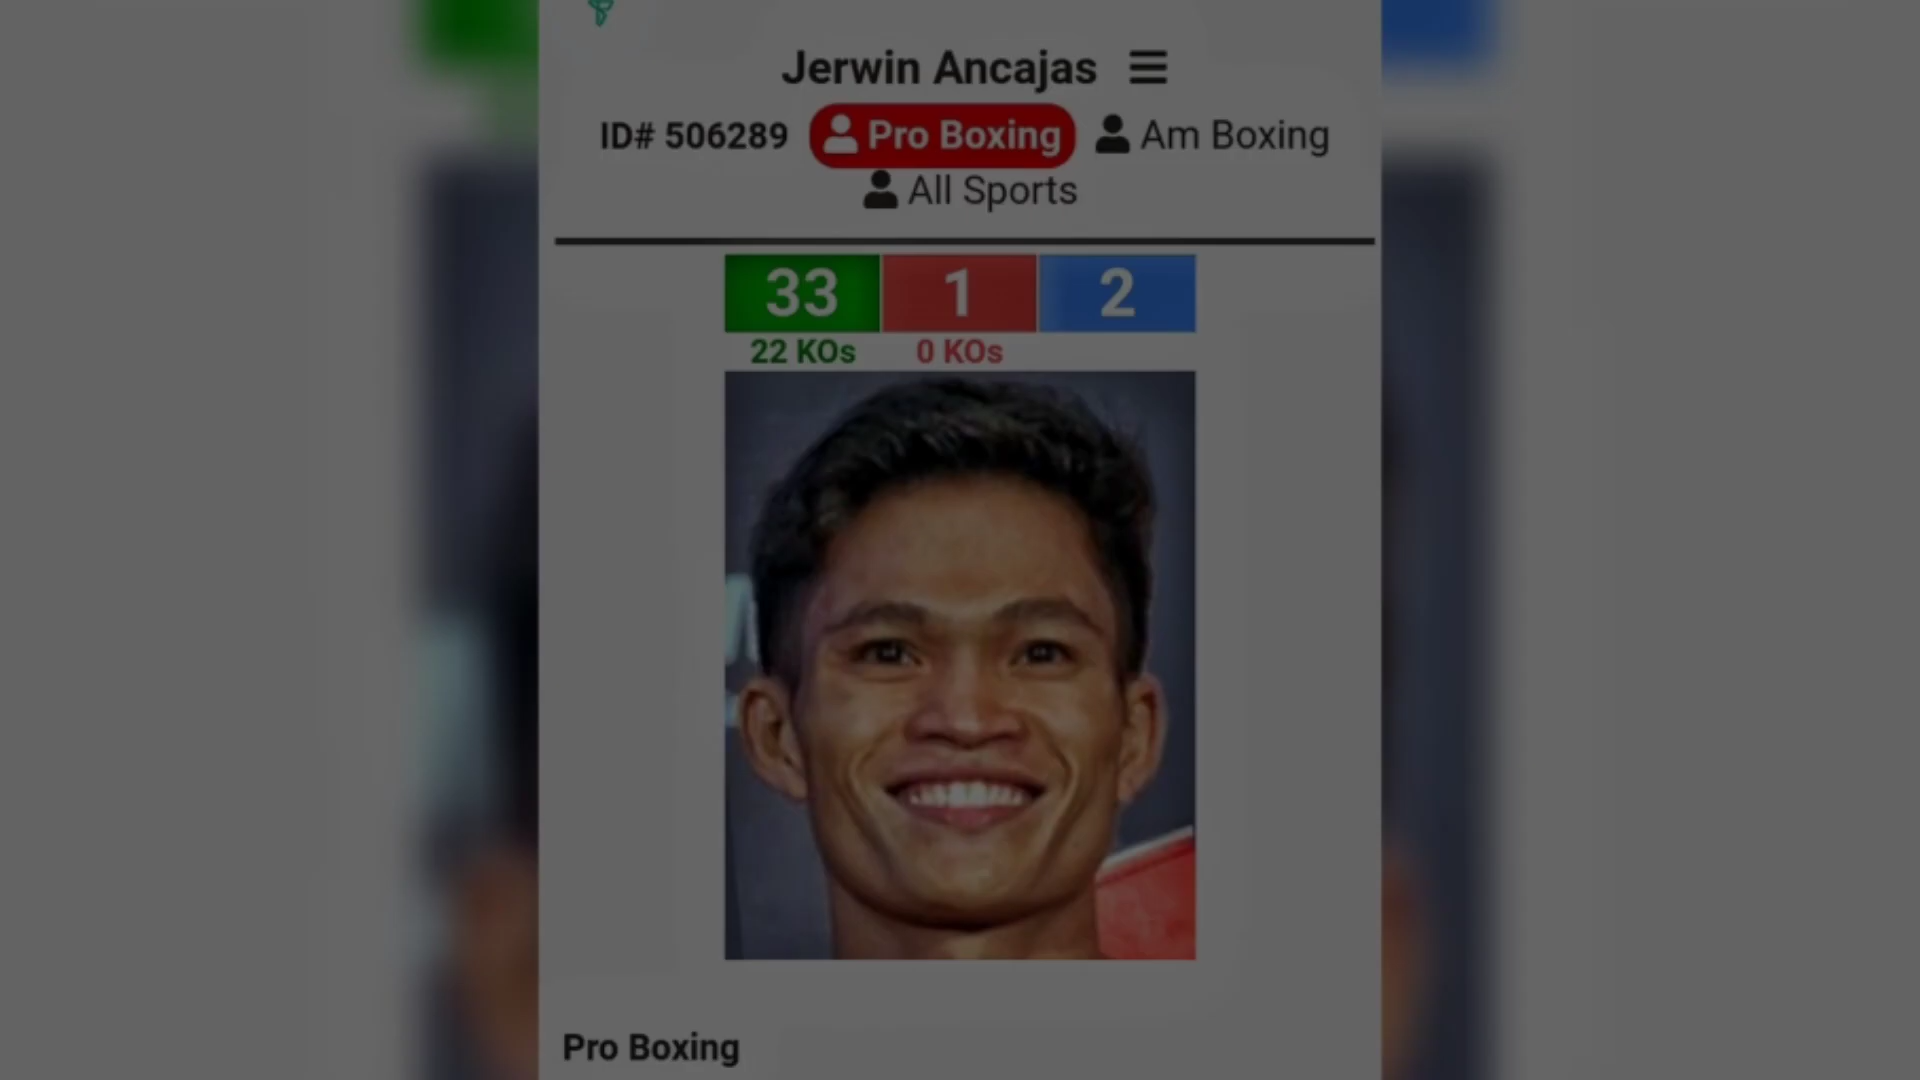 Jerwin Ancajas
ID# 506289 Pro Boxing Am Boxing
All Sports
33 1 2
22 KOs 0 KOs
Pro Boxing